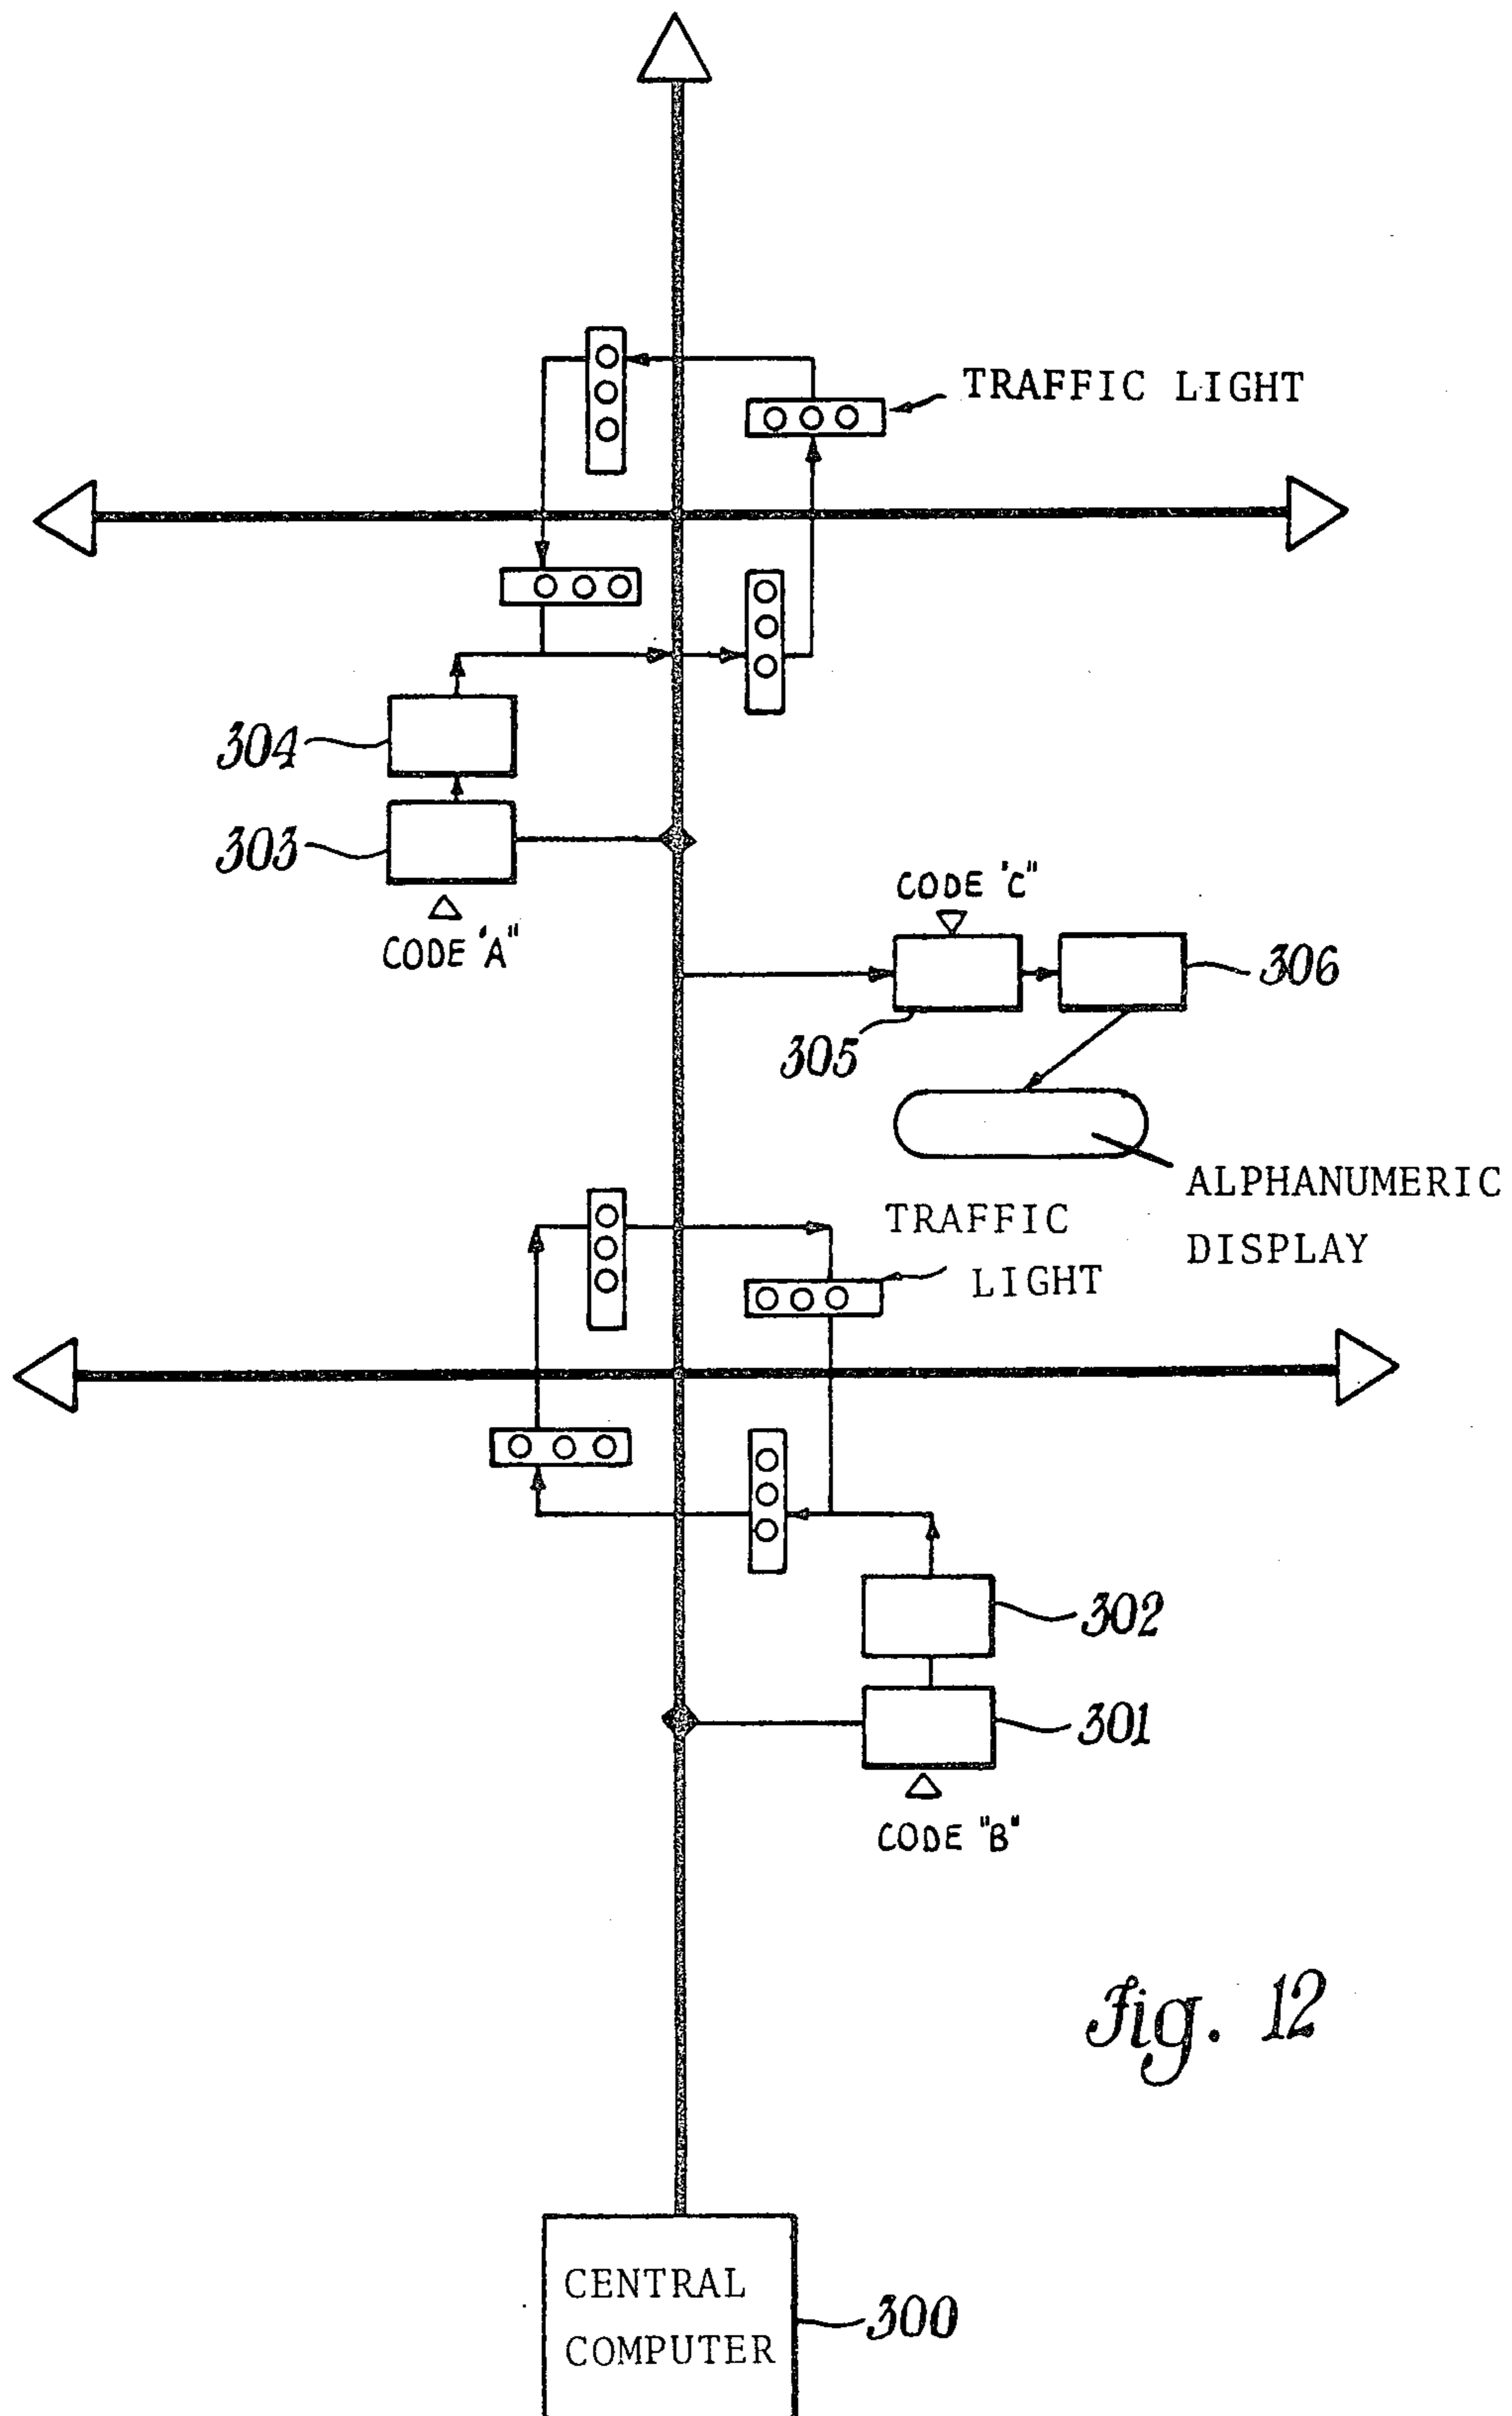 TRAFFIC LIGHT
304
303
CODE "A"
CODE "C"
306
305
ALPHANUMERIC
DISPLAY
TRAFFIC
LIGHT
302
301
CODE "B"
Fig. 12
CENTRAL
COMPUTER
300